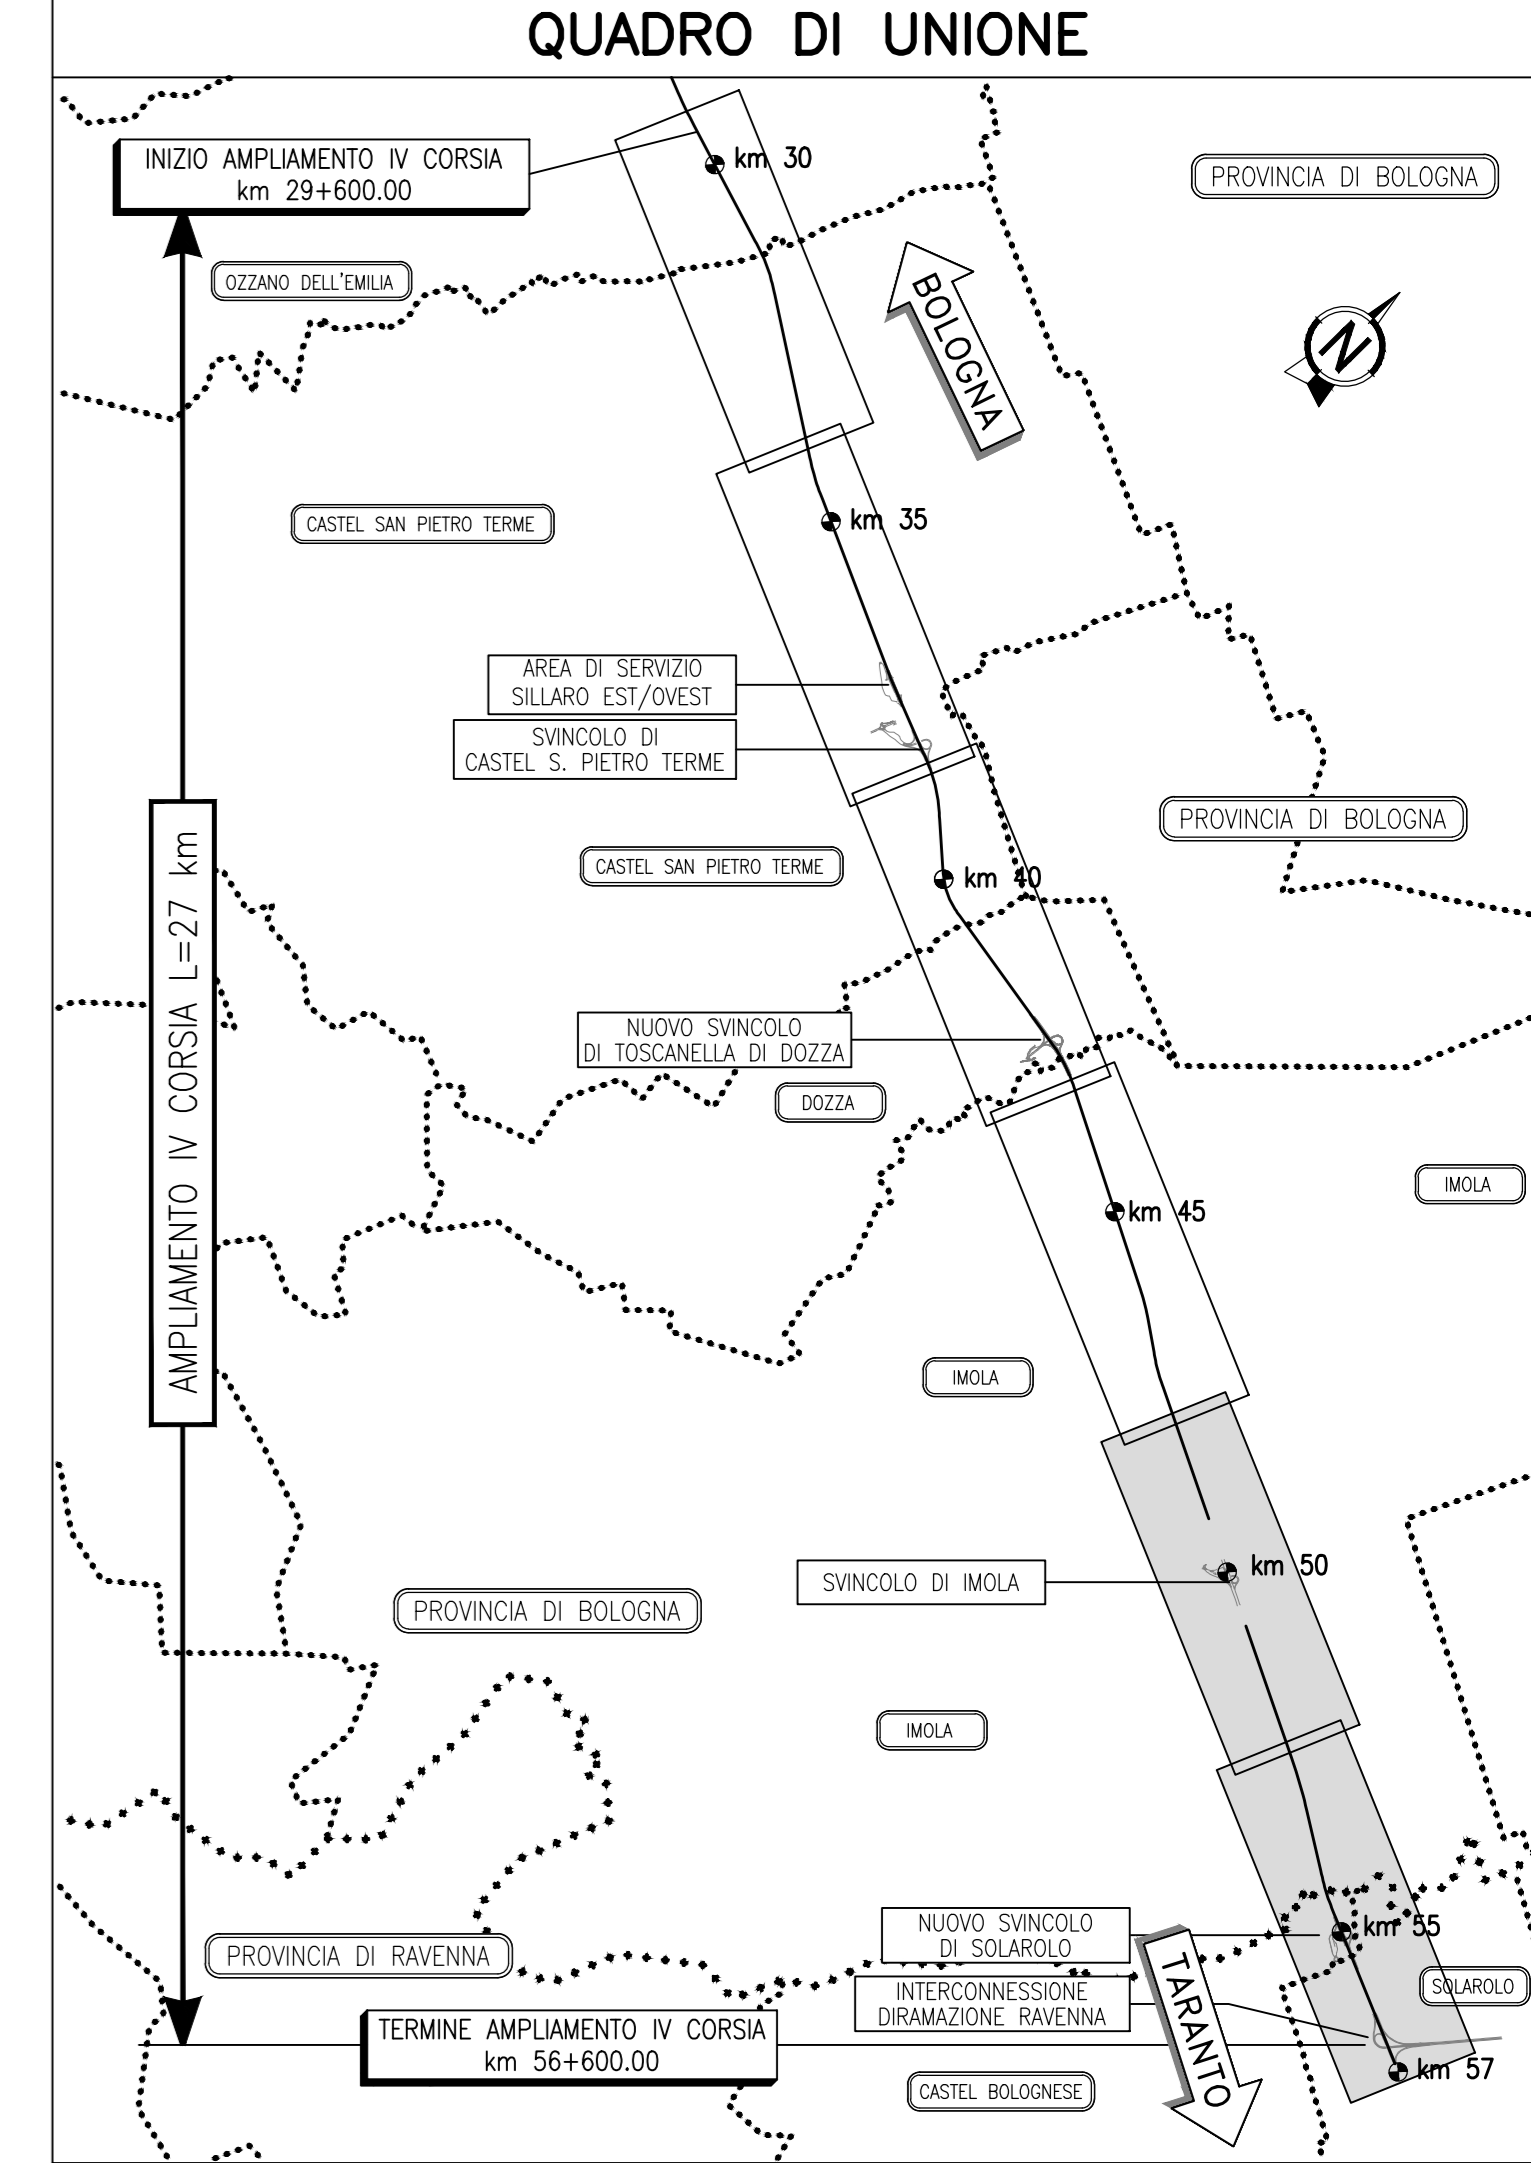 QUADRO DI UNIONE
INIZIO AMPLIAMENTO IV CORSIA
km 29+600.00
km 30
PROVINCIA DI BOLOGNA
OZZANO DELL'EMILIA
BOLOGNA
N
CASTEL SAN PIETRO TERME
km 35
AREA DI SERVIZIO
SILLARO EST/OVEST
SVINCOLO DI
CASTEL S. PIETRO TERME
PROVINCIA DI BOLOGNA
CASTEL SAN PIETRO TERME
km 40
AMPLIAMENTO IV CORSIA L=27 km
NUOVO SVINCOLO
DI TOSCANELLA DI DOZZA
DOZZA
IMOLA
km 45
IMOLA
km 50
SVINCOLO DI IMOLA
PROVINCIA DI BOLOGNA
IMOLA
NUOVO SVINCOLO
DI SOLAROLO
km 55
PROVINCIA DI RAVENNA
TARANTO
SOLAROLO
INTERCONNESSIONE
DIRAMAZIONE RAVENNA
TERMINE AMPLIAMENTO IV CORSIA
km 56+600.00
km 57
CASTEL BOLOGNESE